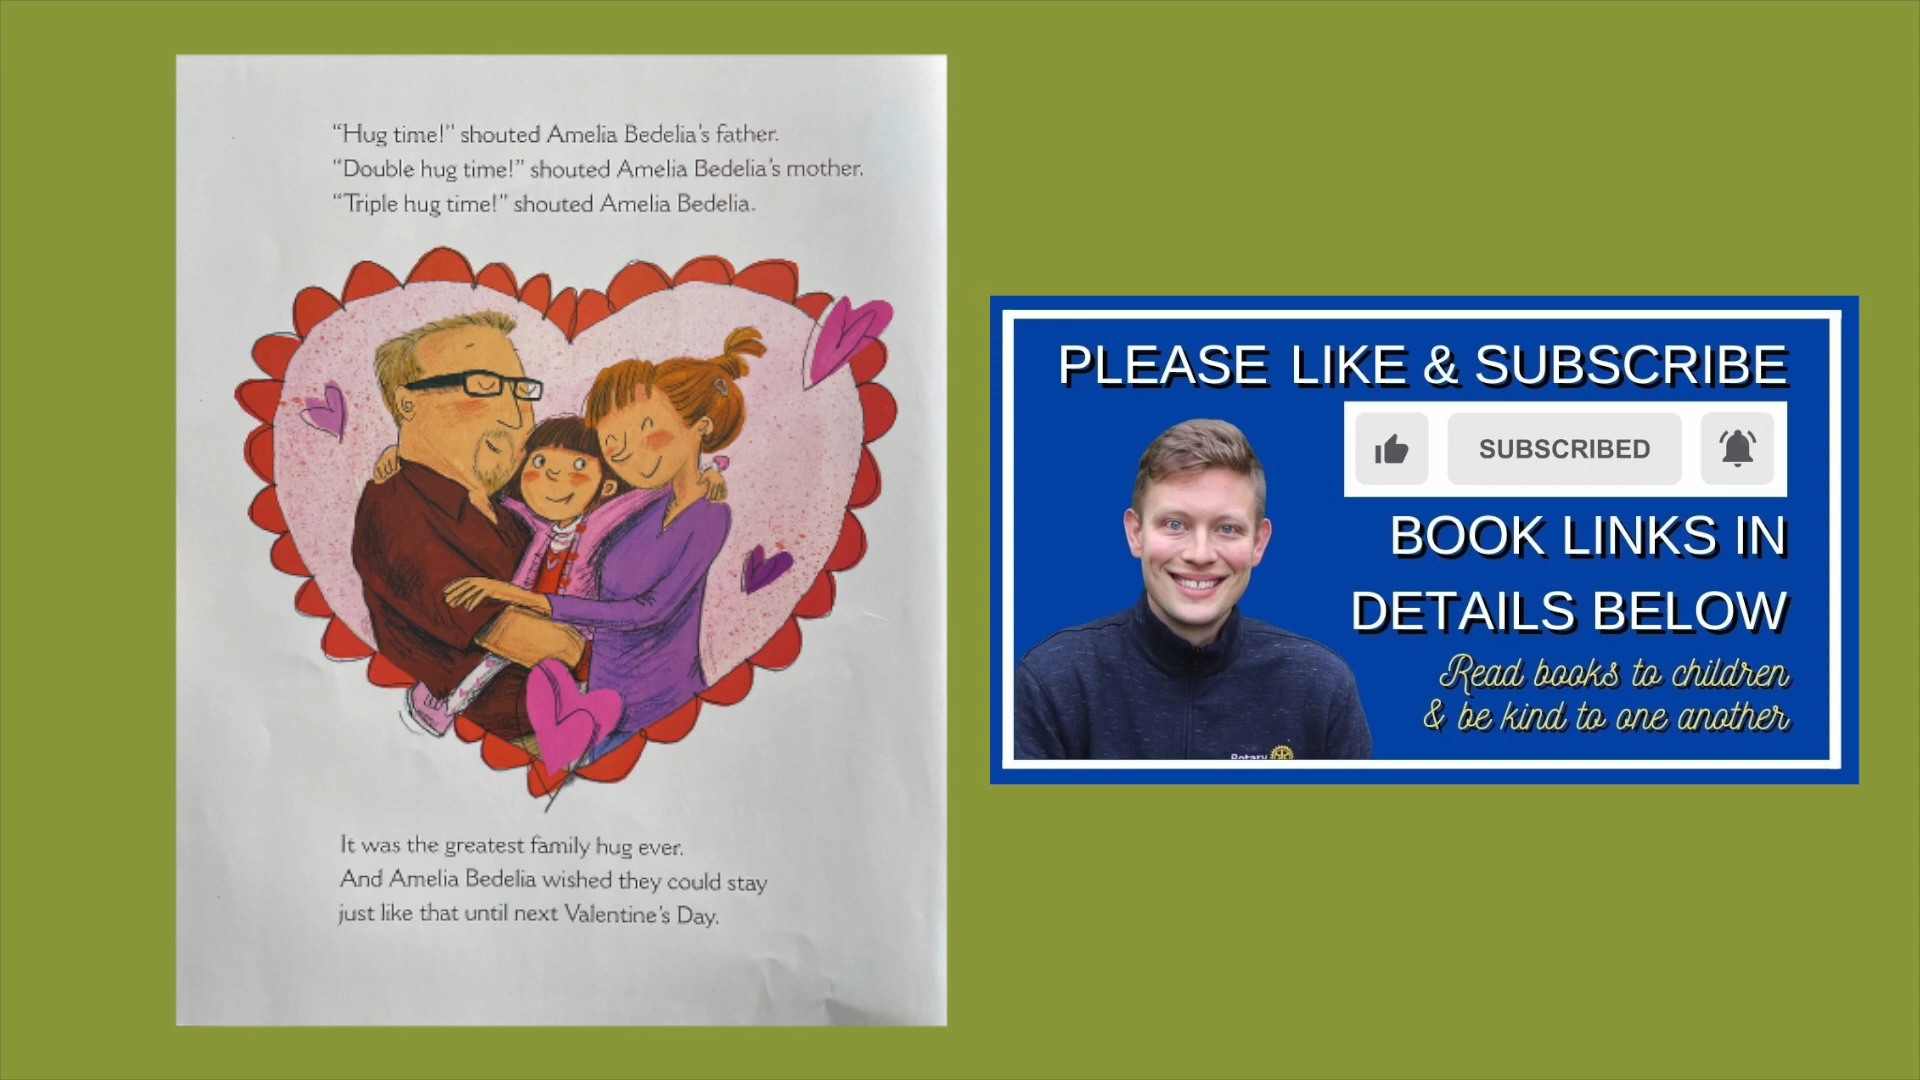 “Hug time!” shouted Amelia Bedelia’s father.
“Double hug time!” shouted Amelia Bedelia’s mother.
“Triple hug time!” shouted Amelia Bedelia.
It was the greatest family hug ever.
And Amelia Bedelia wished they could stay
just like that until next Valentine’s Day.
PLEASE LIKE & SUBSCRIBE
SUBSCRIBED
BOOK LINKS IN
DETAILS BELOW
Read books to children
& be kind to one another
Rotary